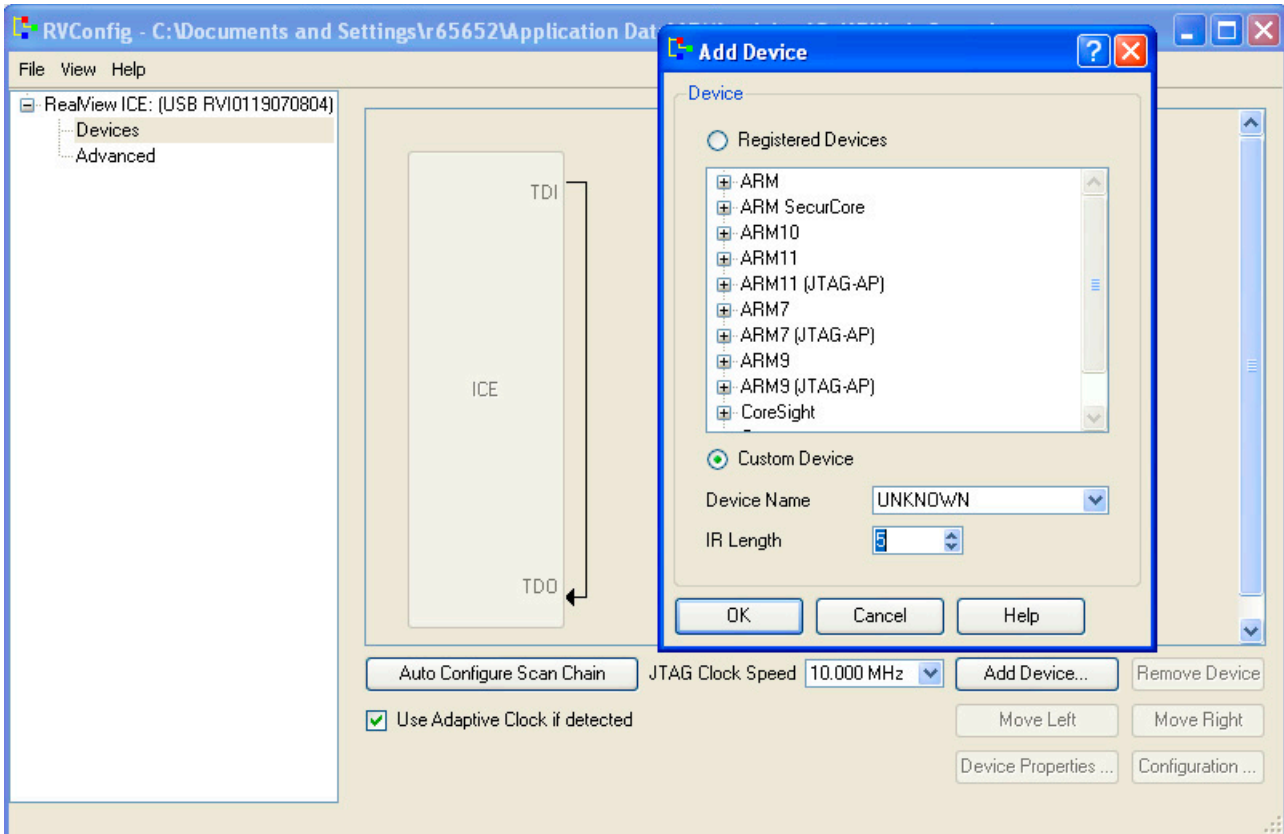 RVConfig - C:\Documents and Settings\r65652\Application Dat
File View Help
RealView ICE: (USB RVI0119070804)
Devices
Advanced
TDI
ICE
TDO
Add Device
Device
Registered Devices
ARM
ARM SecurCore
ARM10
ARM11
ARM11 (JTAG-AP)
ARM7
ARM7 (JTAG-AP)
ARM9
ARM9 (JTAG-AP)
CoreSight
Custom Device
Device Name UNKNOWN
IR Length 5
OK Cancel Help
Auto Configure Scan Chain JTAG Clock Speed 10.000 MHz Add Device... Remove Device
Use Adaptive Clock if detected Move Left Move Right
Device Properties ... Configuration ...